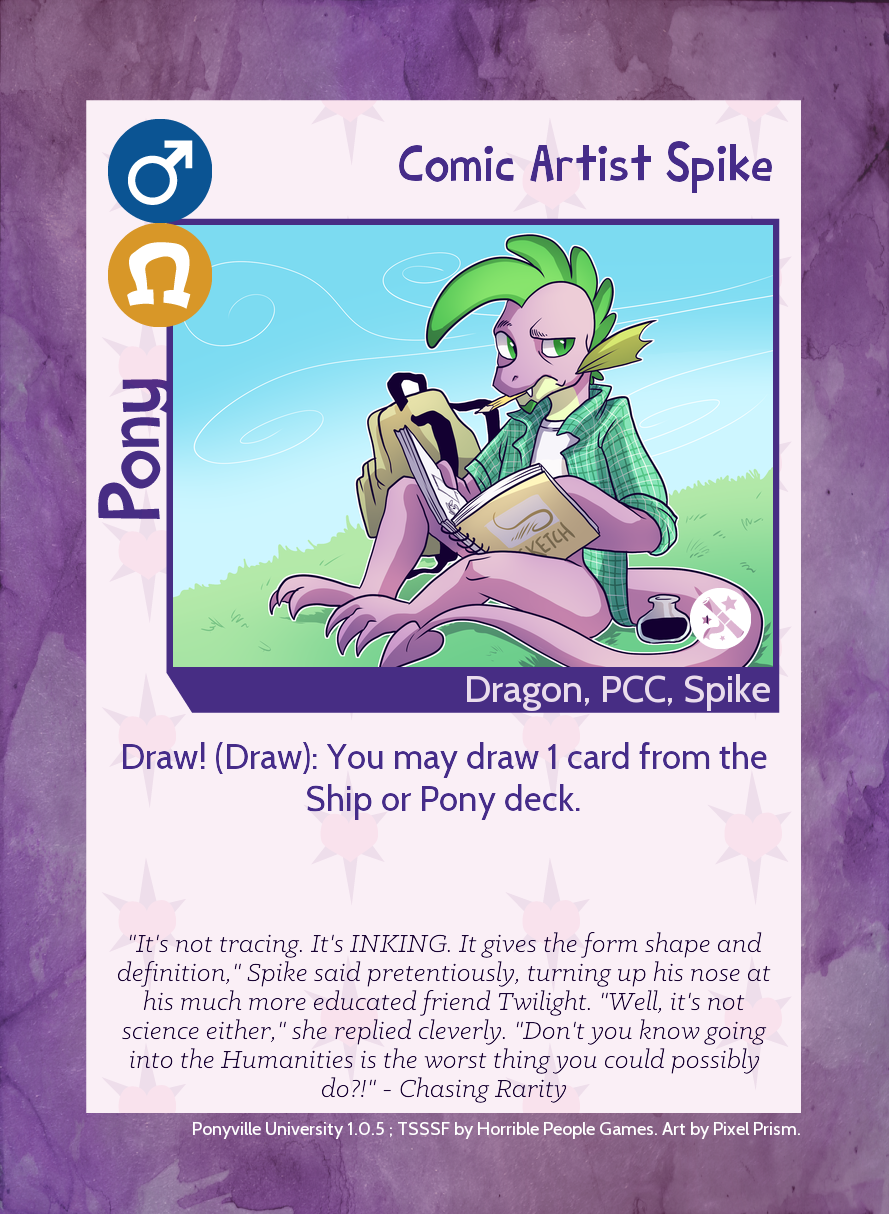 Comic Artist Spike
Pony
SKETCH
Dragon, PCC, Spike
Draw! (Draw): You may draw 1 card from the
Ship or Pony deck.
"It's not tracing. It's INKING. It gives the form shape and
definition," Spike said pretentiously, turning up his nose at
his much more educated friend Twilight. "Well, it's not
science either," she replied cleverly. "Don't you know going
into the Humanities is the worst thing you could possibly
do?!" - Chasing Rarity
Ponyville University 1.0.5 ; TSSSF by Horrible People Games. Art by Pixel Prism.